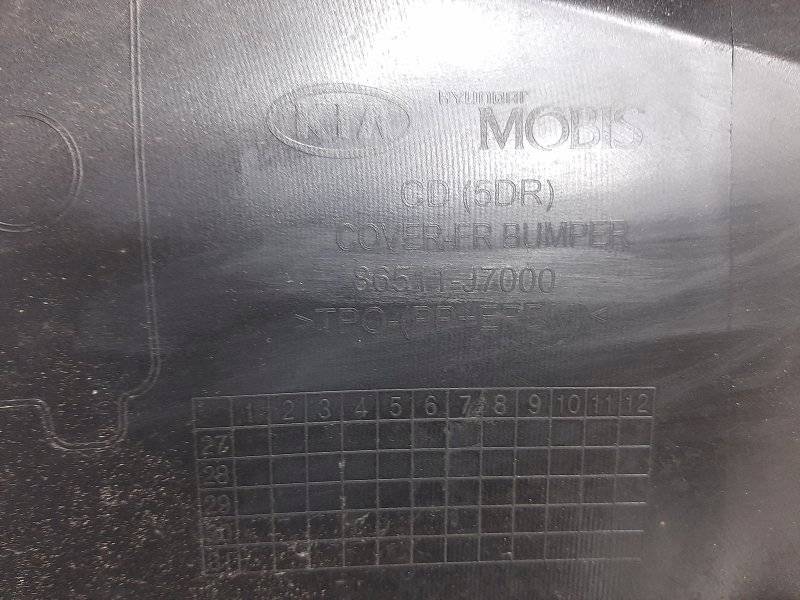 KIA
HYUNDAI
MOBIS
CD (5DR)
COVER-FR BUMPER
86511-J7000
1 2 3 4 5 6 7 8 9 10 11 12
27
28
29